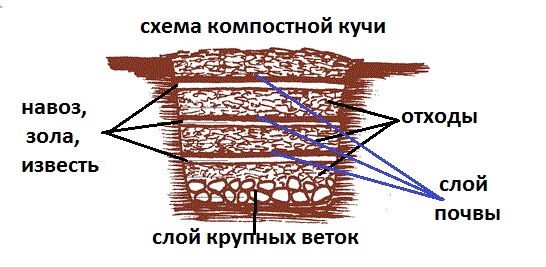 схема компостной кучи
навоз,
зола,
известь
отходы
слой
почвы
слой крупных веток